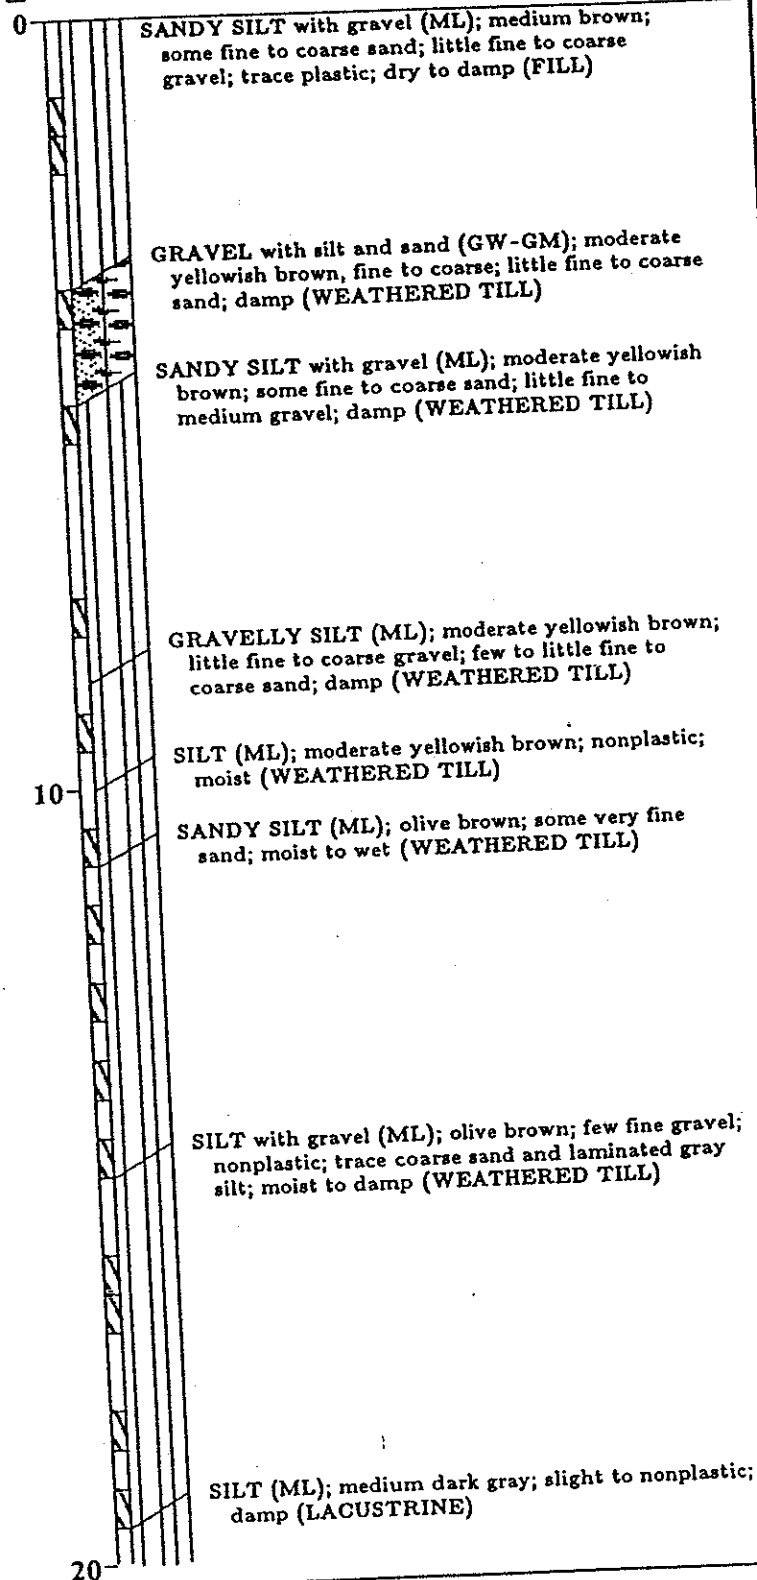 0
SANDY SILT with gravel (ML); medium brown;
some fine to coarse sand; little fine to coarse
gravel; trace plastic; dry to damp (FILL)
GRAVEL with silt and sand (GW-GM); moderate
yellowish brown, fine to coarse; little fine to coarse
sand; damp (WEATHERED TILL)
SANDY SILT with gravel (ML); moderate yellowish
brown; some fine to coarse sand; little fine to
medium gravel; damp (WEATHERED TILL)
GRAVELLY SILT (ML); moderate yellowish brown;
little fine to coarse gravel; few to little fine to
coarse sand; damp (WEATHERED TILL)
SILT (ML); moderate yellowish brown; nonplastic;
moist (WEATHERED TILL)
10
SANDY SILT (ML); olive brown; some very fine
sand; moist to wet (WEATHERED TILL)
SILT with gravel (ML); olive brown; few fine gravel;
nonplastic; trace coarse sand and laminated gray
silt; moist to damp (WEATHERED TILL)
SILT (ML); medium dark gray; slight to nonplastic;
damp (LACUSTRINE)
20